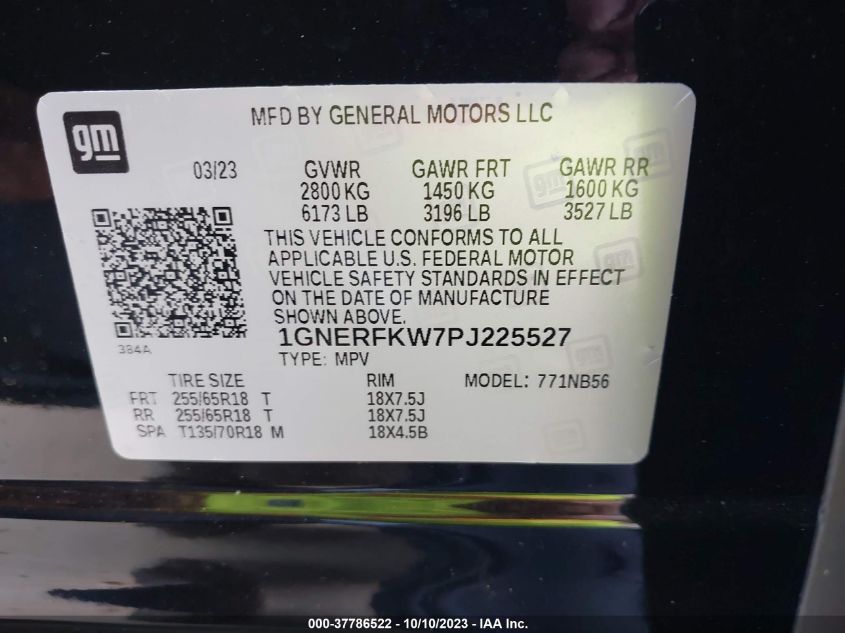 gm
MFD BY GENERAL MOTORS LLC
03/23 GVWR GAWR FRT GAWR RR
2800 KG 1450 KG 1600 KG
6173 LB 3196 LB 3527 LB
THIS VEHICLE CONFORMS TO ALL
APPLICABLE U.S. FEDERAL MOTOR
VEHICLE SAFETY STANDARDS IN EFFECT
ON THE DATE OF MANUFACTURE
SHOWN ABOVE.
384A
1GNERFKW7PJ225527
TYPE: MPV
TIRE SIZE RIM MODEL: 771NB56
FRT 255/65R18 T 18X7.5J
RR 255/65R18 T 18X7.5J
SPA T135/70R18 M 18X4.5B
000-37786522 - 10/10/2023 - IAA Inc.